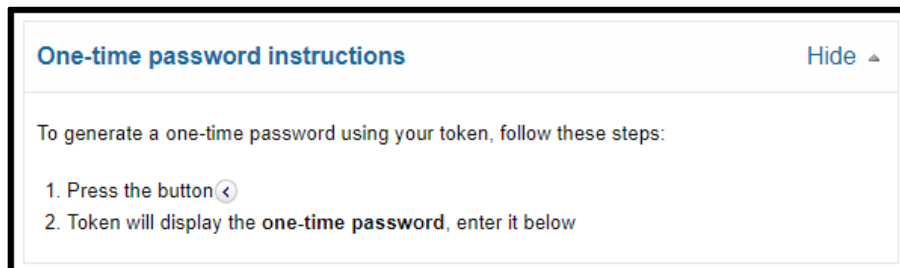 One-time password instructions Hide
To generate a one-time password using your token, follow these steps:
1. Press the button
2. Token will display the one-time password, enter it below